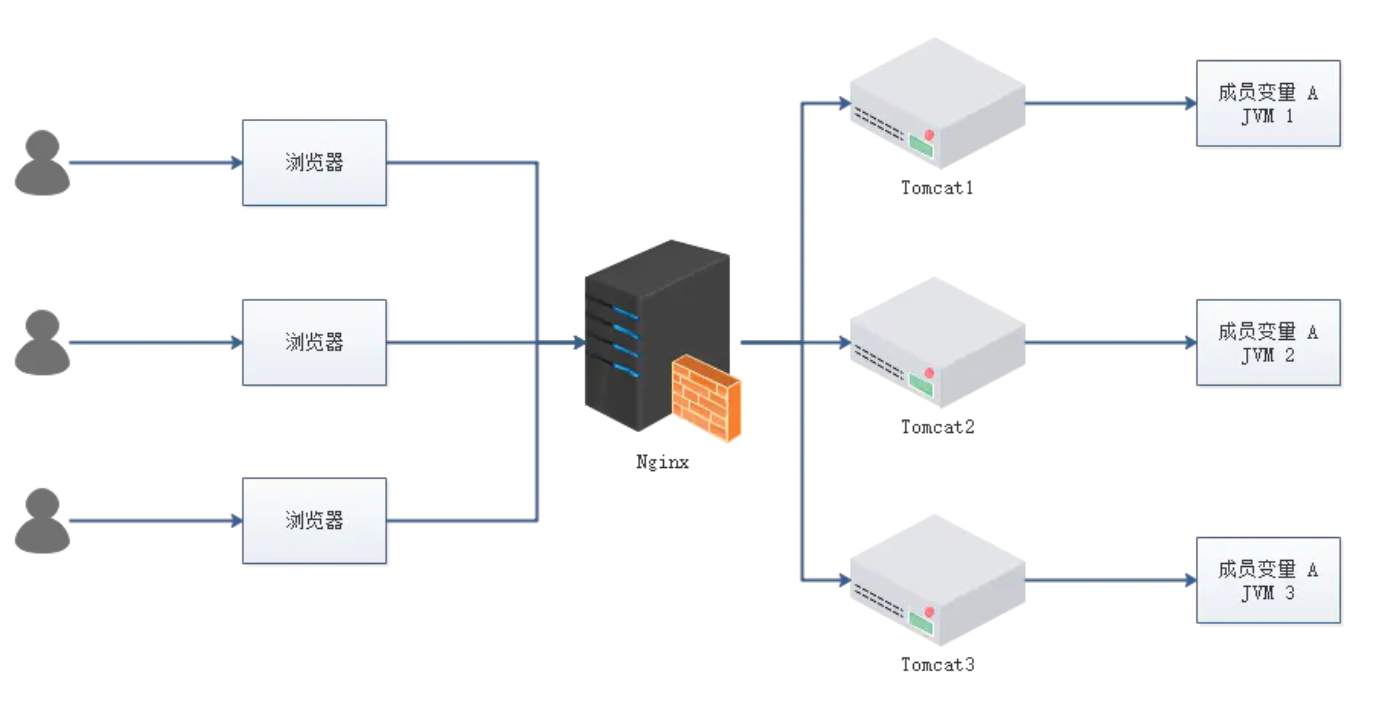 成员变量 A
JVM 1
浏览器
Tomcat1
浏览器
成员变量 A
JVM 2
Tomcat2
Nginx
浏览器
成员变量 A
JVM 3
Tomcat3